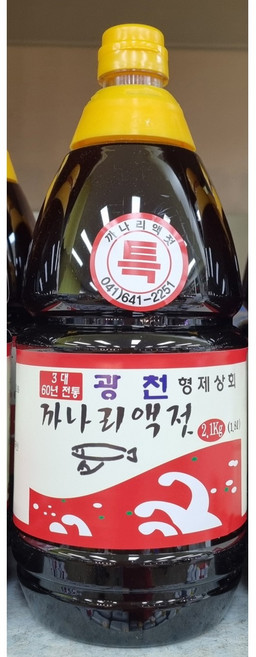 까나리액젓
특
041)641-2251
3 대
60년 전통
광천 형제상회
까나리액젓 2.1Kg (1.8ℓ)